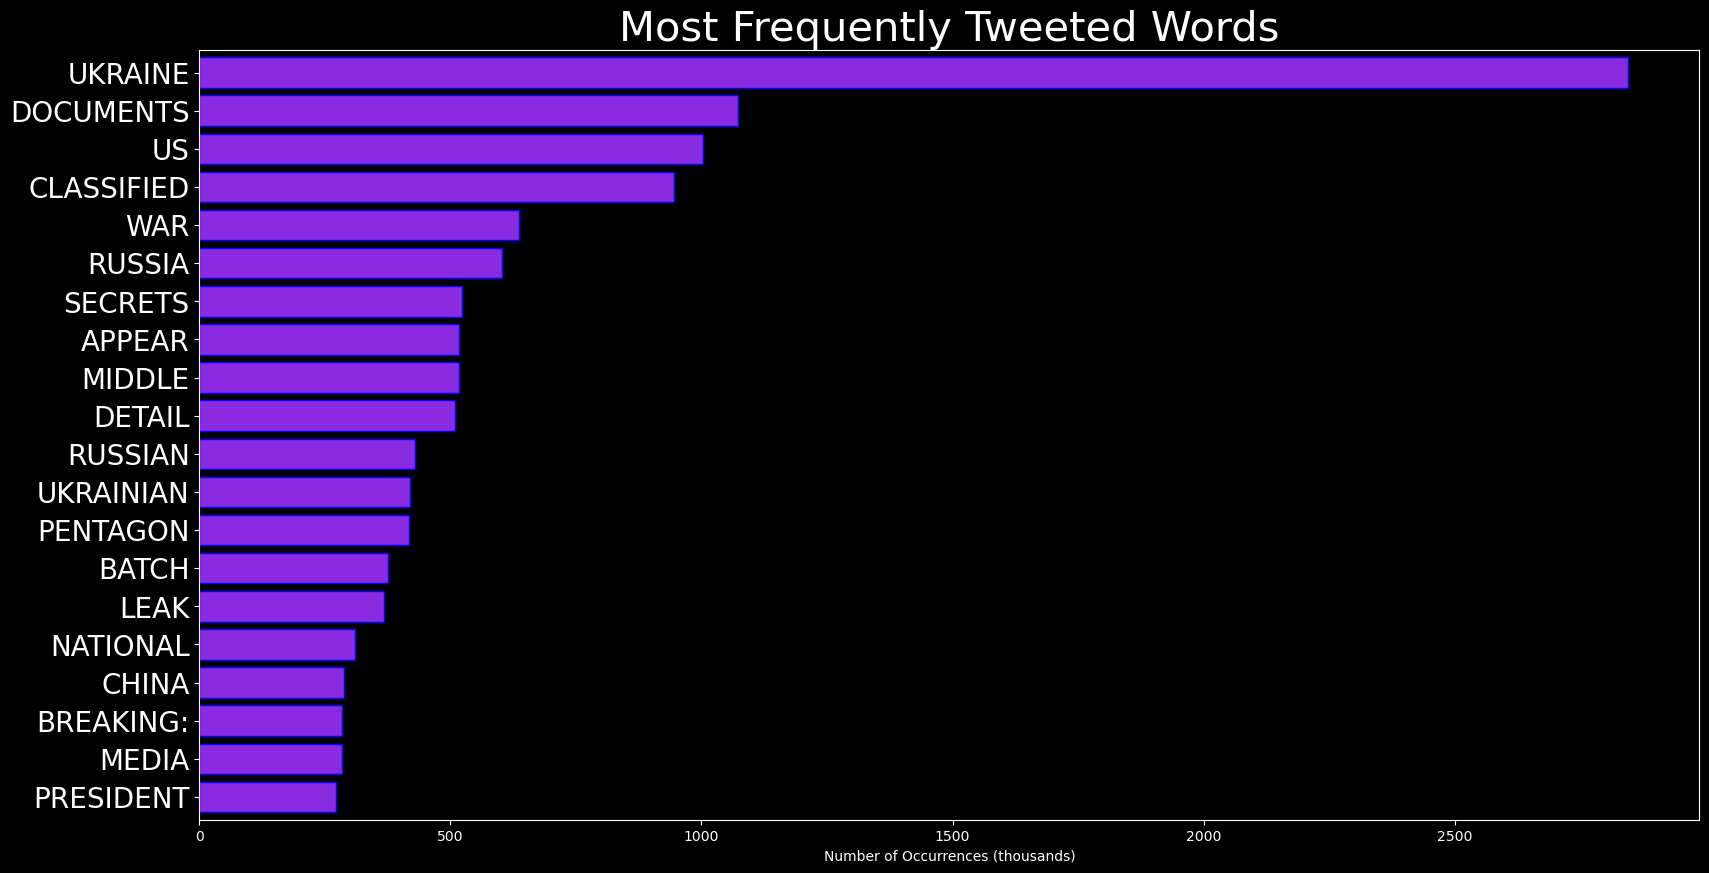 Most Frequently Tweeted Words
UKRAINE
DOCUMENTS
US
CLASSIFIED
WAR
RUSSIA
SECRETS
APPEAR
MIDDLE
DETAIL
RUSSIAN
UKRAINIAN
PENTAGON
BATCH
LEAK
NATIONAL
CHINA
BREAKING:
MEDIA
PRESIDENT
0 500 1000 1500 2000 2500
Number of Occurrences (thousands)